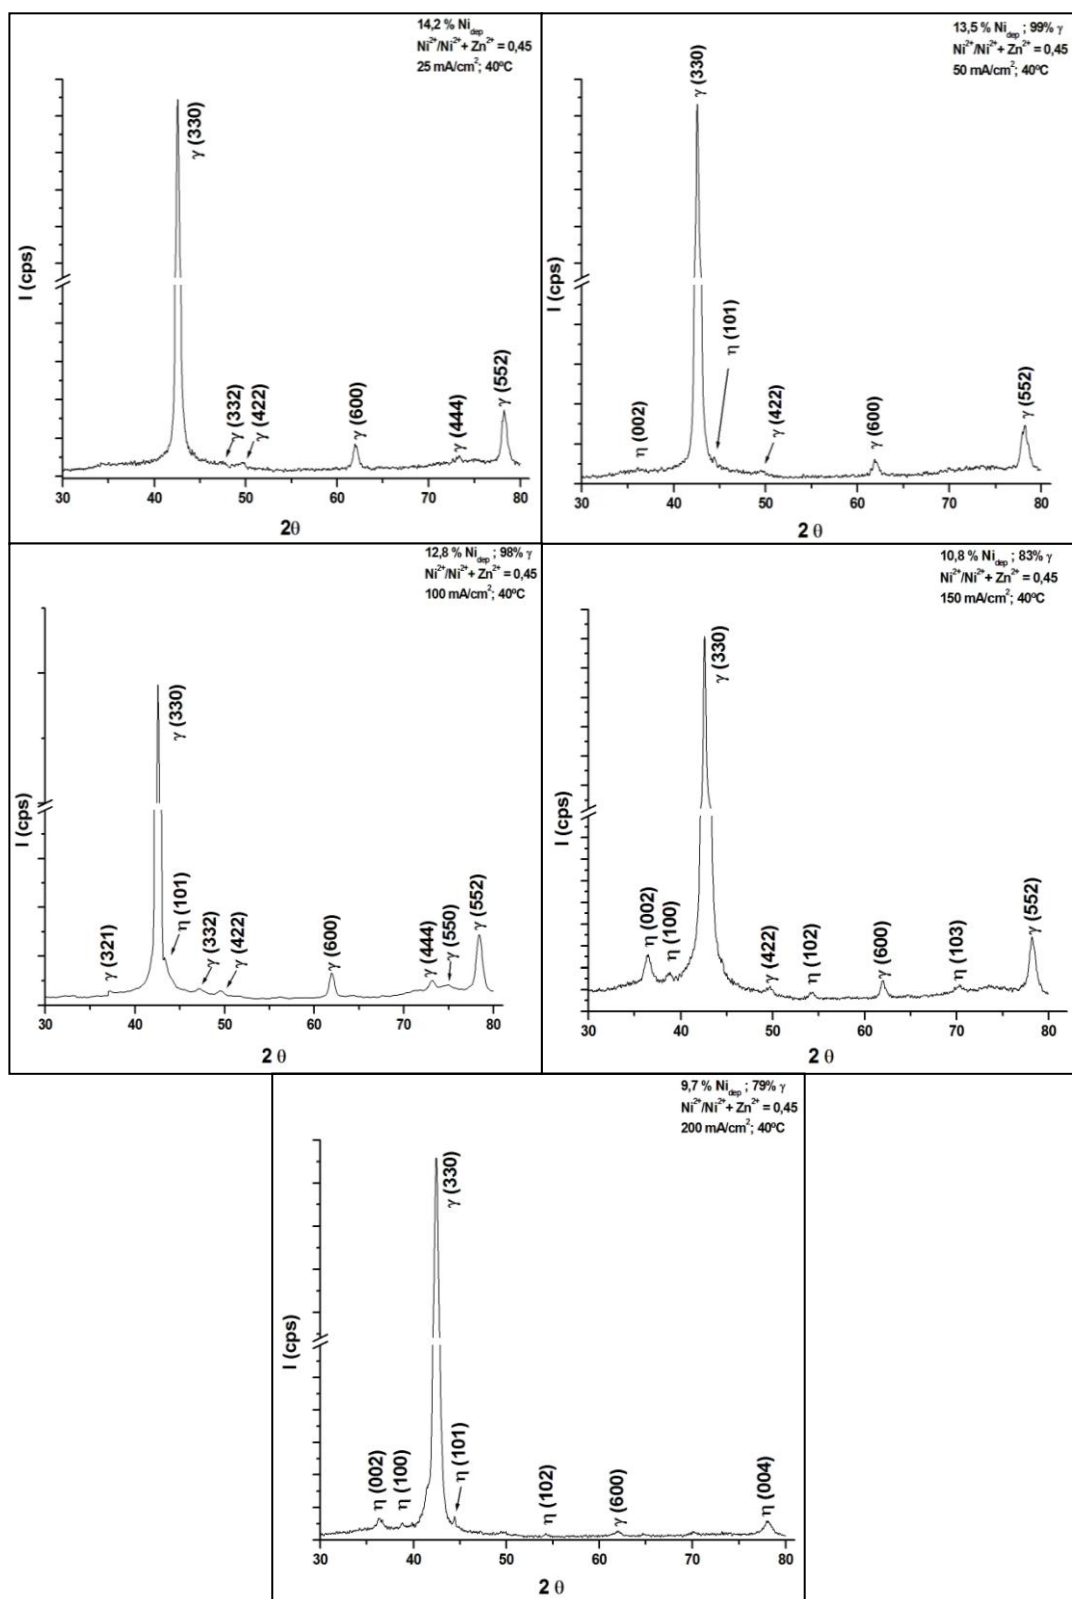 14,2 % Ni_dep
Ni²⁺/Ni²⁺ + Zn²⁺ = 0,45
25 mA/cm²; 40ºC
γ (330)
γ (332)
γ (422)
γ (600)
γ (444)
γ (552)
I (cps)
30 40 50 60 70 80
2θ
13,5 % Ni_dep ; 99% γ
Ni²⁺/Ni²⁺ + Zn²⁺ = 0,45
50 mA/cm²; 40ºC
γ (330)
η (002)
η (101)
γ (422)
γ (600)
γ (552)
I (cps)
30 40 50 60 70 80
2 θ
12,8 % Ni_dep ; 98% γ
Ni²⁺/Ni²⁺ + Zn²⁺ = 0,45
100 mA/cm²; 40ºC
γ (330)
γ (321)
η (101)
γ (332)
γ (422)
γ (600)
γ (444)
γ (550)
γ (552)
I (cps)
30 40 50 60 70 80
2 θ
10,8 % Ni_dep ; 83% γ
Ni²⁺/Ni²⁺ + Zn²⁺ = 0,45
150 mA/cm²; 40ºC
γ (330)
η (002)
η (100)
γ (422)
η (102)
γ (600)
η (103)
γ (552)
I (cps)
30 40 50 60 70 80
2 θ
9,7 % Ni_dep ; 79% γ
Ni²⁺/Ni²⁺ + Zn²⁺ = 0,45
200 mA/cm²; 40ºC
γ (330)
η (002)
η (100)
η (101)
η (102)
γ (600)
η (004)
I (cps)
30 40 50 60 70 80
2 θ